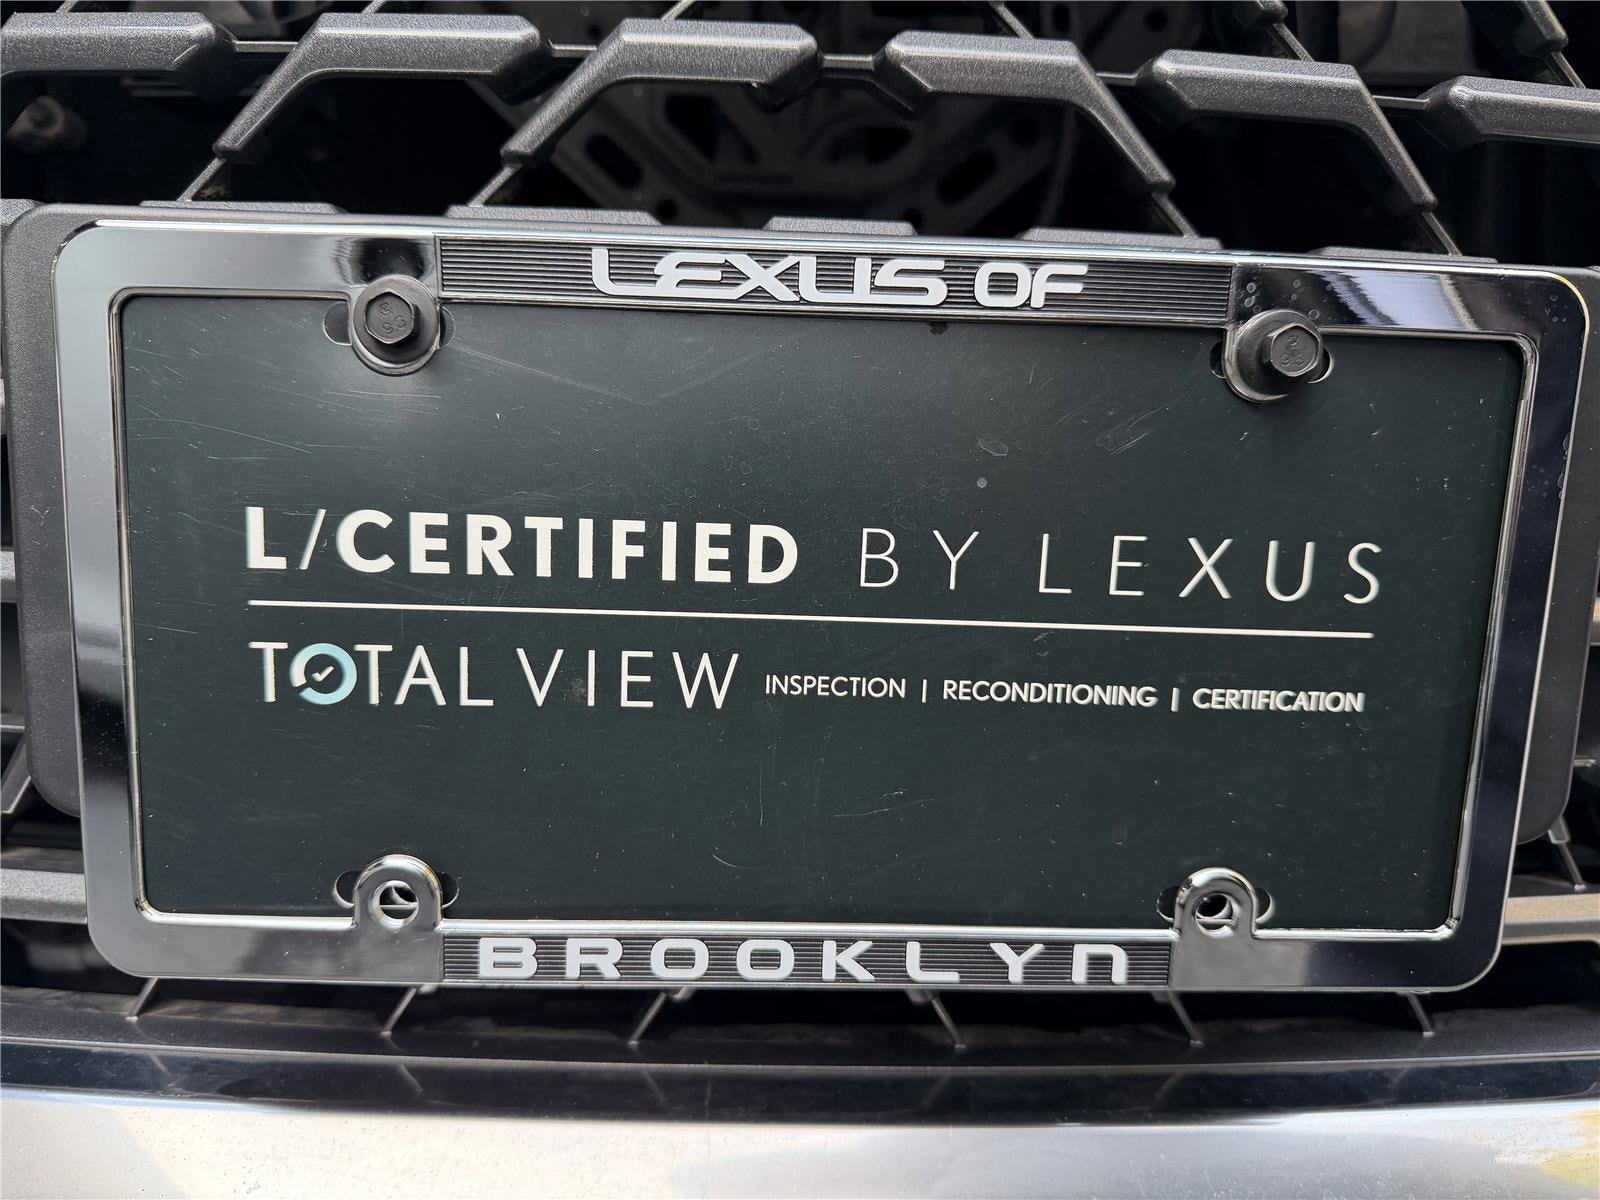 LEXUS OF
L/CERTIFIED BY LEXUS
TOTAL VIEW INSPECTION | RECONDITIONING | CERTIFICATION
BROOKLYN